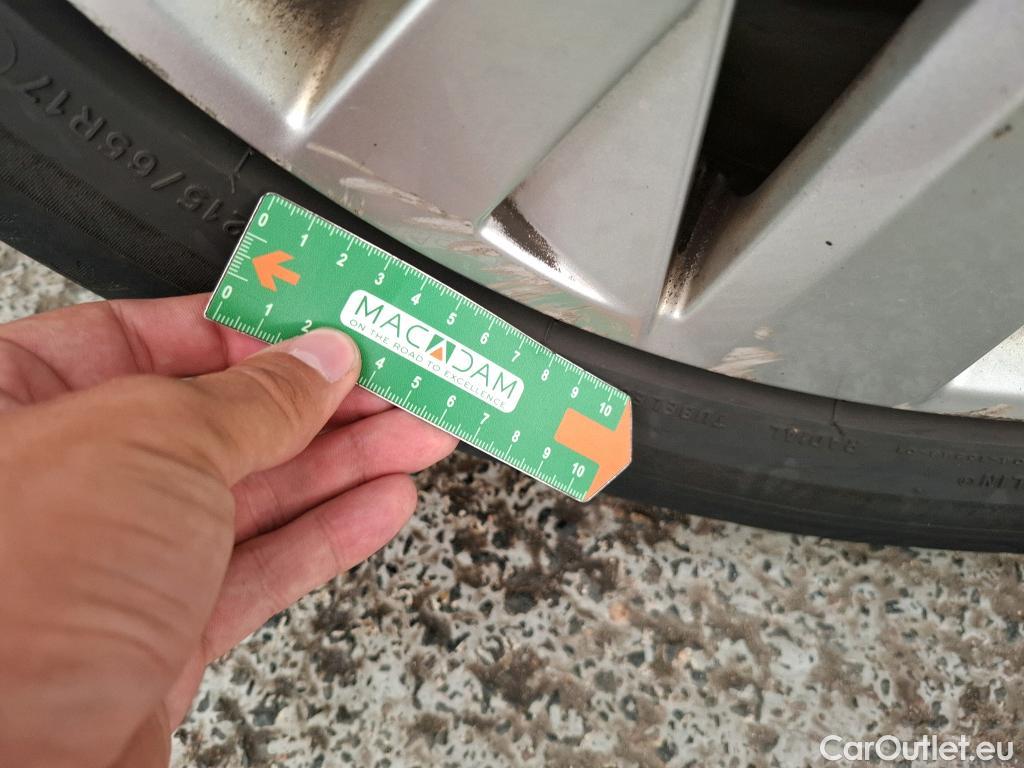 215/65R17
0 1 2 3 4 5 6 7 8 9 10
MACADAM
ON THE ROAD TO EXCELLENCE
0 1 2 4 5 6 7 8 9 10
RADIAL
CarOutlet.eu